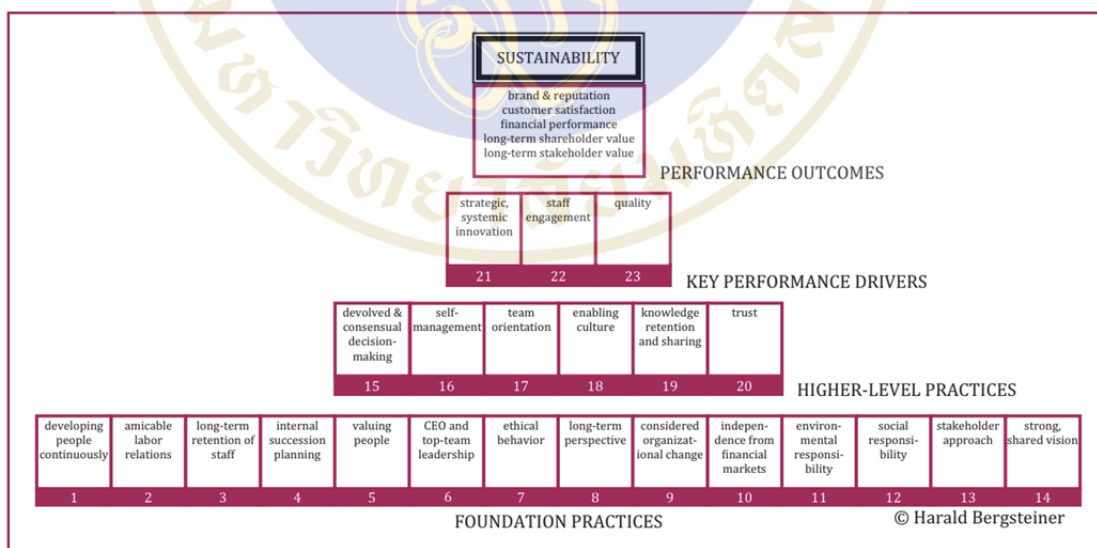 SUSTAINABILITY
brand & reputation
customer satisfaction
financial performance
long-term shareholder value
long-term stakeholder value
PERFORMANCE OUTCOMES
strategic,
systemic
innovation
staff
engagement
quality
21 22 23
KEY PERFORMANCE DRIVERS
devolved &
consensual
decision-
making
self-
management
team
orientation
enabling
culture
knowledge
retention
and sharing
trust
15 16 17 18 19 20
HIGHER-LEVEL PRACTICES
developing
people
continuously
amicable
labor
relations
long-term
retention of
staff
internal
succession
planning
valuing
people
CEO and
top-team
leadership
ethical
behavior
long-term
perspective
considered
organizat-
ional change
indepen-
dence from
financial
markets
environ-
mental
responsi-
bility
social
responsi-
bility
stakeholder
approach
strong,
shared vision
1 2 3 4 5 6 7 8 9 10 11 12 13 14
FOUNDATION PRACTICES
© Harald Bergsteiner